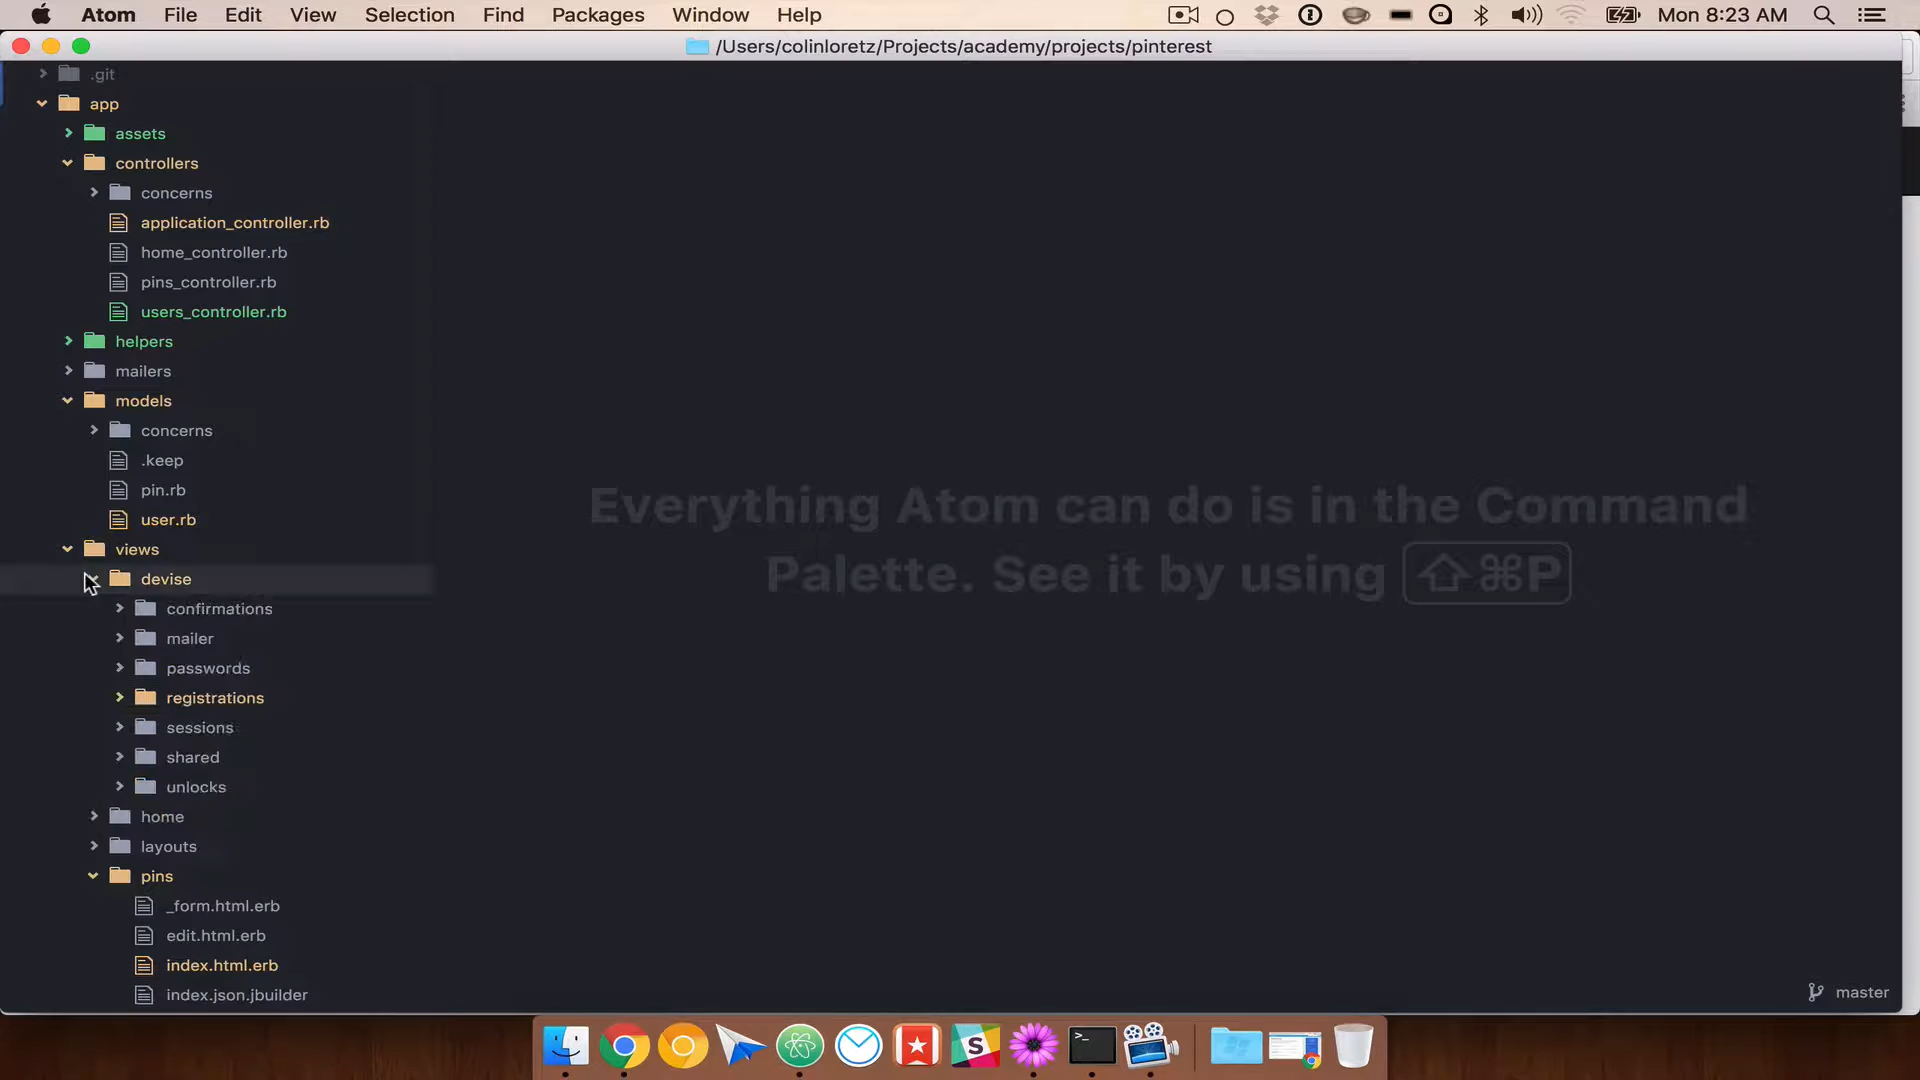 Atom File Edit View Selection Find Packages Window Help Mon 8:23 AM
/Users/colinloretz/Projects/academy/projects/pinterest
.git
app
assets
controllers
concerns
application_controller.rb
home_controller.rb
pins_controller.rb
users_controller.rb
helpers
mailers
models
concerns
.keep
pin.rb
user.rb
views
devise
confirmations
mailer
passwords
registrations
sessions
shared
unlocks
home
layouts
pins
_form.html.erb
edit.html.erb
index.html.erb
index.json.jbuilder
Everything Atom can do is in the Command
Palette. See it by using ⇧⌘P
master